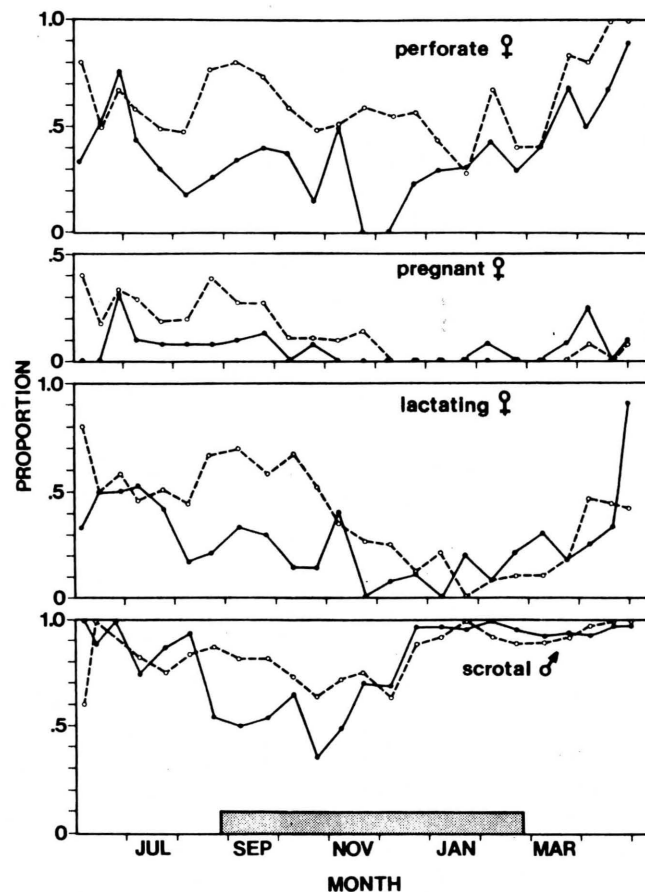 1.0
perforate ♀
.5
0
.5
pregnant ♀
0
1.0
lactating ♀
.5
0
1.0
scrotal ♂
.5
0
PROPORTION
JUL SEP NOV JAN MAR
MONTH